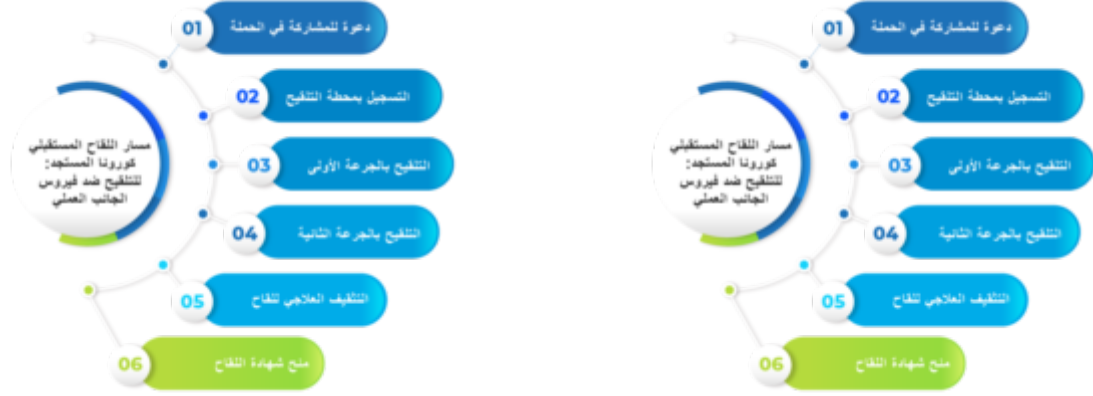 01 دعوة للمشاركة في الحملة
02 التسجيل بمحطة التلقيح
03 التلقيح بالجرعة الأولى
04 التلقيح بالجرعة الثانية
05 التثقيف العلاجي للقاح
06 منح شهادة اللقاح
مسار اللقاح المستقبلي
كورونا المستجد:
للتلقيح ضد فيروس
الجانب العملي
01 دعوة للمشاركة في الحملة
02 التسجيل بمحطة التلقيح
03 التلقيح بالجرعة الأولى
04 التلقيح بالجرعة الثانية
05 التثقيف العلاجي للقاح
06 منح شهادة اللقاح
مسار اللقاح المستقبلي
كورونا المستجد:
للتلقيح ضد فيروس
الجانب العملي